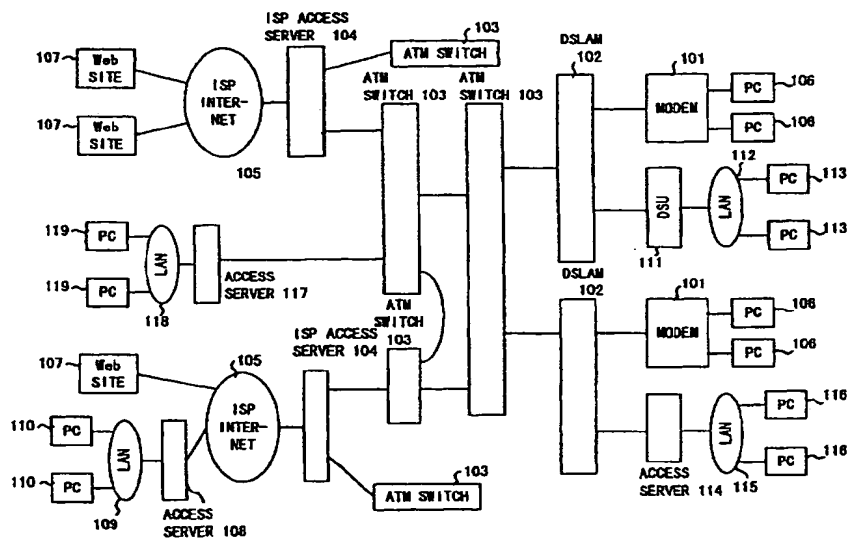 ISP ACCESS
SERVER 104
103
ATM SWITCH
107
Web
SITE
ISP
INTER-
NET
107
Web
SITE
105
ATM
SWITCH 103
ATM
SWITCH 103
DSLAM
102
101
MODEM
PC
106
PC
106
112
DSU
111
LAN
PC
113
PC
113
119
PC
119
PC
LAN
118
ACCESS
SERVER 117
ATM
SWITCH
103
DSLAM
102
101
MODEM
PC
106
PC
106
ISP ACCESS
SERVER 104
107
Web
SITE
105
ISP
INTER-
NET
110
PC
110
PC
LAN
109
ACCESS
SERVER 108
103
ATM SWITCH
ACCESS
SERVER 114
LAN
115
PC
116
PC
116